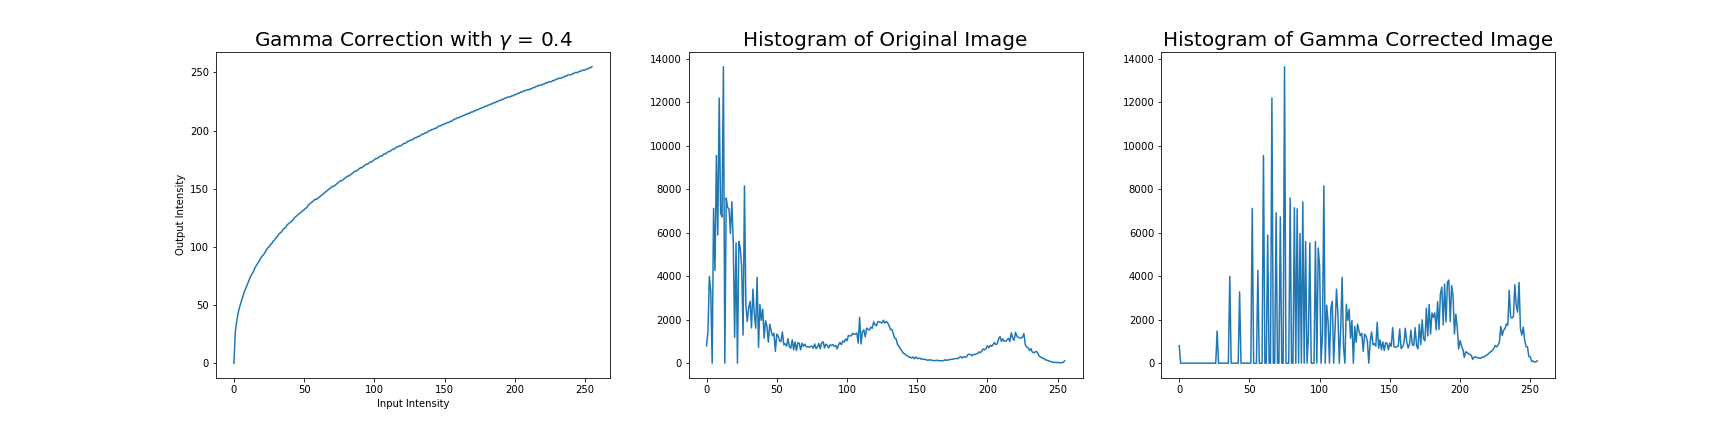 Gamma Correction with γ = 0.4
250
200
150
100
50
0
Output Intensity
0 50 100 150 200 250
Input Intensity
Histogram of Original Image
14000
12000
10000
8000
6000
4000
2000
0
0 50 100 150 200 250
Histogram of Gamma Corrected Image
14000
12000
10000
8000
6000
4000
2000
0
0 50 100 150 200 250